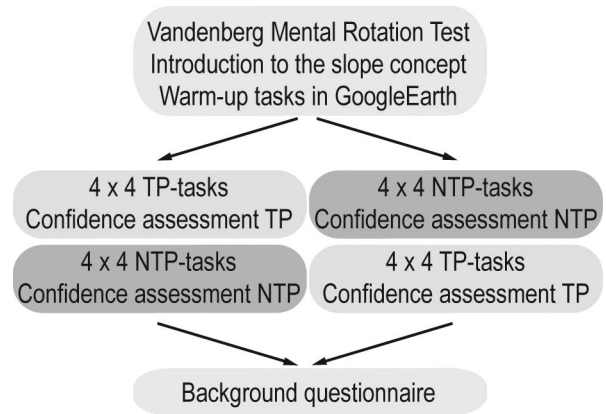 Vandenberg Mental Rotation Test
Introduction to the slope concept
Warm-up tasks in GoogleEarth
4 x 4 TP-tasks
Confidence assessment TP
4 x 4 NTP-tasks
Confidence assessment NTP
4 x 4 NTP-tasks
Confidence assessment NTP
4 x 4 TP-tasks
Confidence assessment TP
Background questionnaire